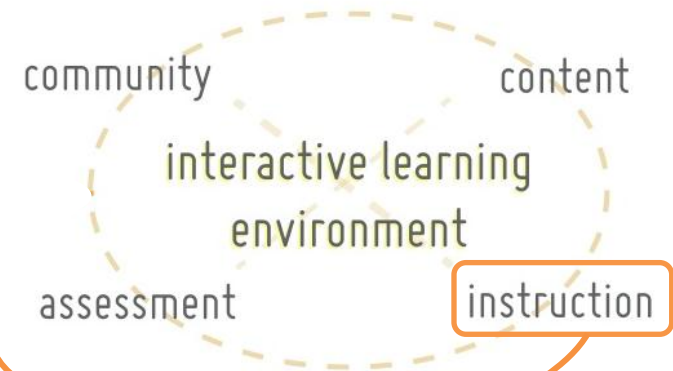 community
content
interactive learning
environment
assessment
instruction